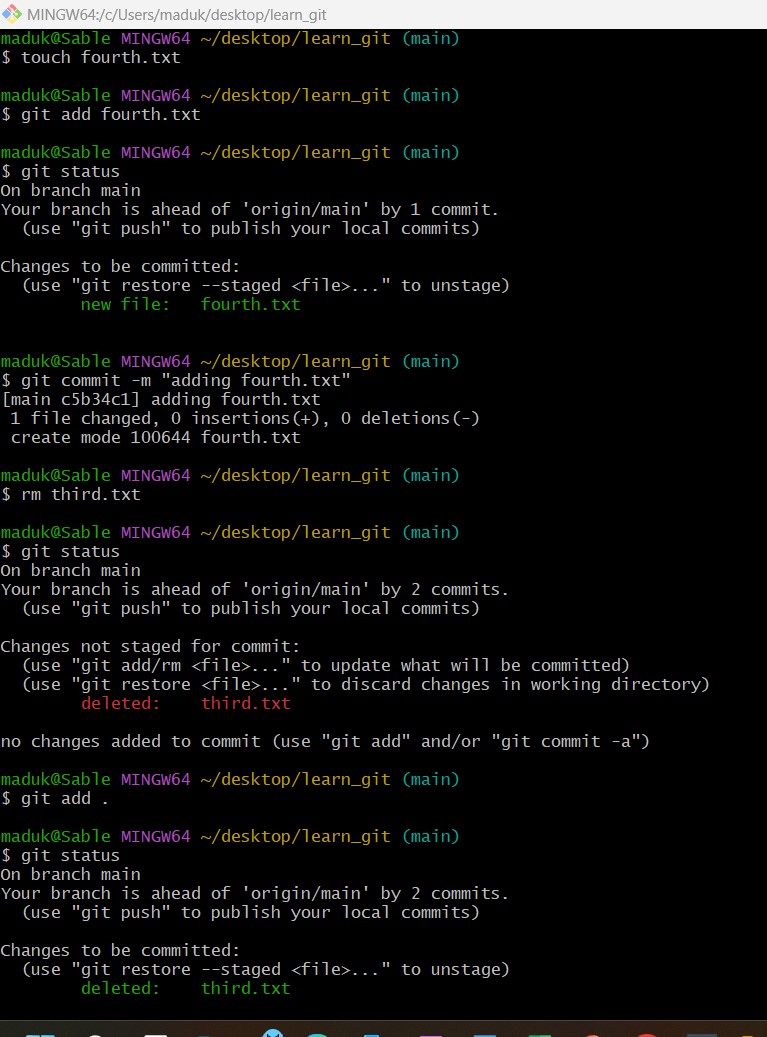 MINGW64:/c/Users/maduk/desktop/learn_git
maduk@Sable MINGW64 ~/desktop/learn_git (main)
$ touch fourth.txt
maduk@Sable MINGW64 ~/desktop/learn_git (main)
$ git add fourth.txt
maduk@Sable MINGW64 ~/desktop/learn_git (main)
$ git status
On branch main
Your branch is ahead of 'origin/main' by 1 commit.
  (use "git push" to publish your local commits)
Changes to be committed:
  (use "git restore --staged <file>..." to unstage)
        new file:   fourth.txt
maduk@Sable MINGW64 ~/desktop/learn_git (main)
$ git commit -m "adding fourth.txt"
[main c5b34c1] adding fourth.txt
 1 file changed, 0 insertions(+), 0 deletions(-)
 create mode 100644 fourth.txt
maduk@Sable MINGW64 ~/desktop/learn_git (main)
$ rm third.txt
maduk@Sable MINGW64 ~/desktop/learn_git (main)
$ git status
On branch main
Your branch is ahead of 'origin/main' by 2 commits.
  (use "git push" to publish your local commits)
Changes not staged for commit:
  (use "git add/rm <file>..." to update what will be committed)
  (use "git restore <file>..." to discard changes in working directory)
        deleted:    third.txt
no changes added to commit (use "git add" and/or "git commit -a")
maduk@Sable MINGW64 ~/desktop/learn_git (main)
$ git add .
maduk@Sable MINGW64 ~/desktop/learn_git (main)
$ git status
On branch main
Your branch is ahead of 'origin/main' by 2 commits.
  (use "git push" to publish your local commits)
Changes to be committed:
  (use "git restore --staged <file>..." to unstage)
        deleted:    third.txt